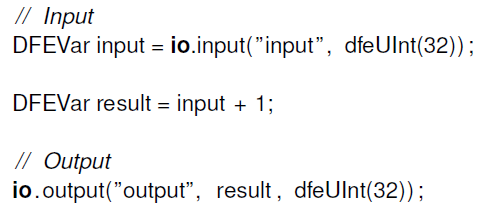 // Input
DFEVar input = io.input("input", dfeUInt(32));
DFEVar result = input + 1;
// Output
io.output("output", result, dfeUInt(32));